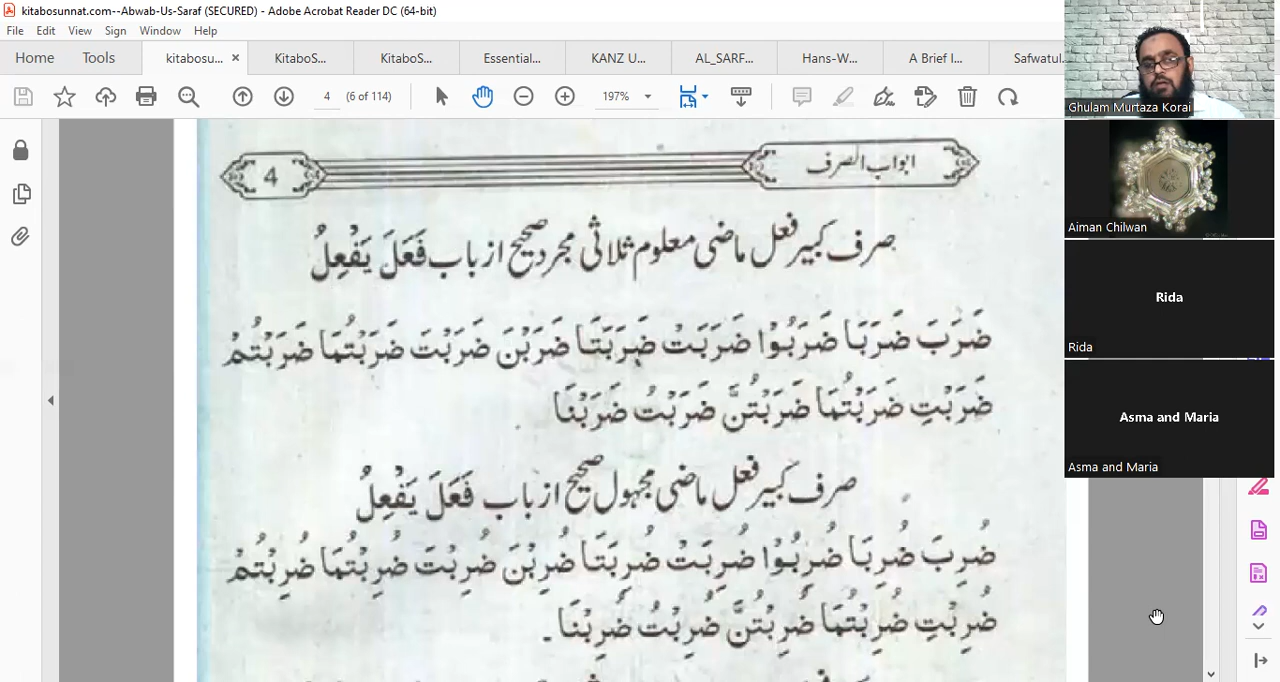 kitabosunnat.com--Abwab-Us-Saraf (SECURED) - Adobe Acrobat Reader DC (64-bit)
File Edit View Sign Window Help
Home Tools kitabosu... × KitaboS... KitaboS... Essential... KANZ U... AL_SARF... Hans-W... A Brief I... Safwatul.
4 (6 of 114) 197%
4 ابواب الصرف
صرف کبیر فعل ماضی معلوم ثلاثی مجرد صحیح از باب فَعَلَ يَفْعِلُ
ضَرَبَ ضَرَبَا ضَرَبُوْا ضَرَبَتْ ضَرَبَتَا ضَرَبْنَ ضَرَبْتَ ضَرَبْتُمَا ضَرَبْتُمْ
ضَرَبْتِ ضَرَبْتُمَا ضَرَبْتُنَّ ضَرَبْتُ ضَرَبْنَا
صرف کبیر فعل ماضی مجہول صحیح از باب فَعَلَ يَفْعِلُ
ضُرِبَ ضُرِبَا ضُرِبُوْا ضُرِبَتْ ضُرِبَتَا ضُرِبْنَ ضُرِبْتَ ضُرِبْتُمَا ضُرِبْتُمْ
ضُرِبْتِ ضُرِبْتُمَا ضُرِبْتُنَّ ضُرِبْتُ ضُرِبْنَا۔
Ghulam Murtaza Korai
Aiman Chilwan
Rida
Rida
Asma and Maria
Asma and Maria